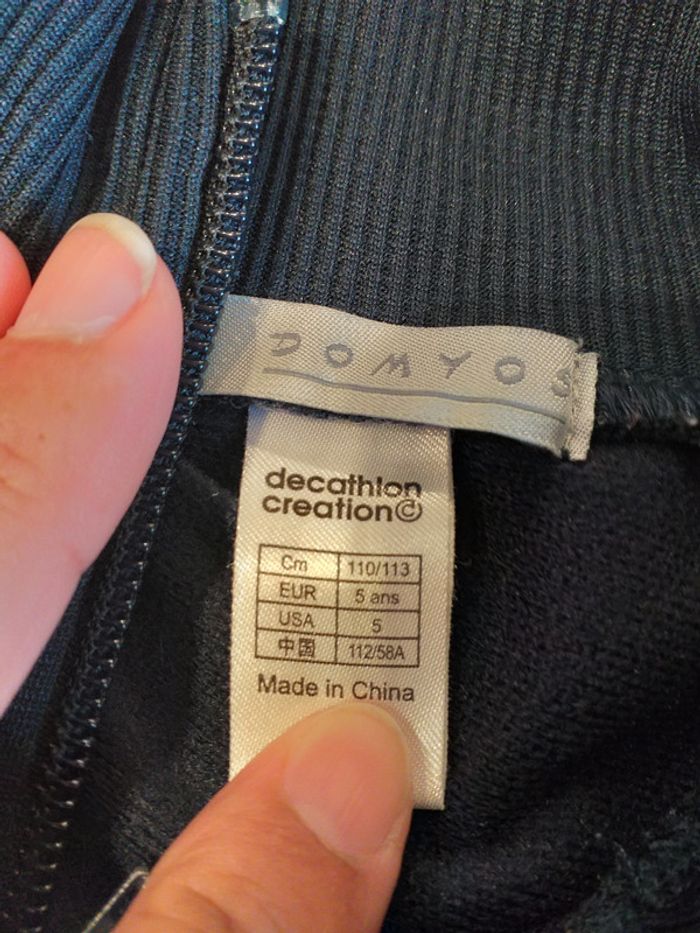 DOMYOS
decathlon
creation©
Cm 110/113
EUR 5 ans
USA 5
中国 112/58A
Made in China